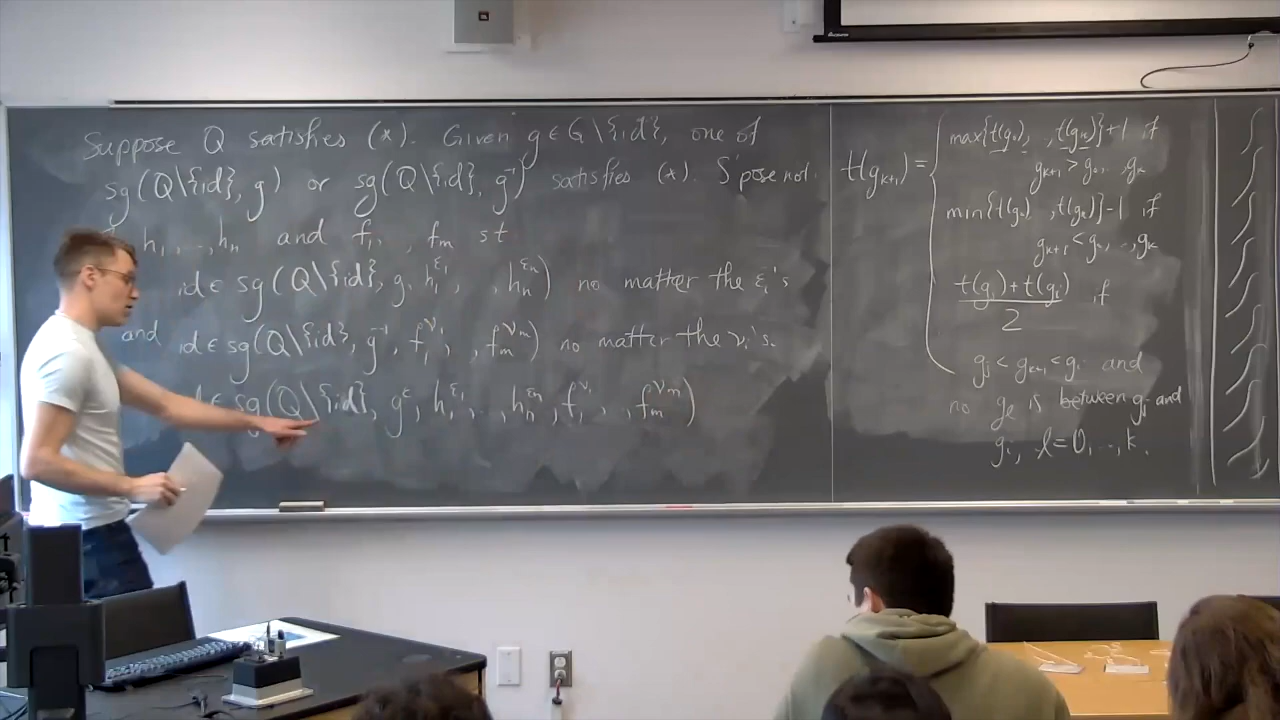 Suppose Q satisfies (*). Given g ∈ G\{id}, one of
sg(Q\{id}, g) or sg(Q\{id}, g⁻¹) satisfies (*). S'pose not.
h₁, ..., hₙ and f₁, , fₘ st
id ∈ sg(Q\{id}, g, h₁^ε₁, , hₙ^εₙ) no matter the εᵢ's
and id ∈ sg(Q\{id}, g⁻¹, f₁^ν₁, , fₘ^νₘ) no matter the νᵢ's.
∈ sg(Q\{id}, g^ε, h₁^ε₁, .., hₙ^εₙ, f₁^ν₁, , fₘ^νₘ)
t(gₖ₊₁) = 
max{t(g₀), , t(gₖ)}+1 if
gₖ₊₁ > g₀, .., gₖ
min{t(g₀), , t(gₖ)}-1 if
gₖ₊₁ < g₀, .., gₖ
t(gᵢ)+t(gⱼ)
2
if
gⱼ < gₖ₊₁ < gᵢ and
no gₗ is between gⱼ and
gᵢ, l = 0, .., k.